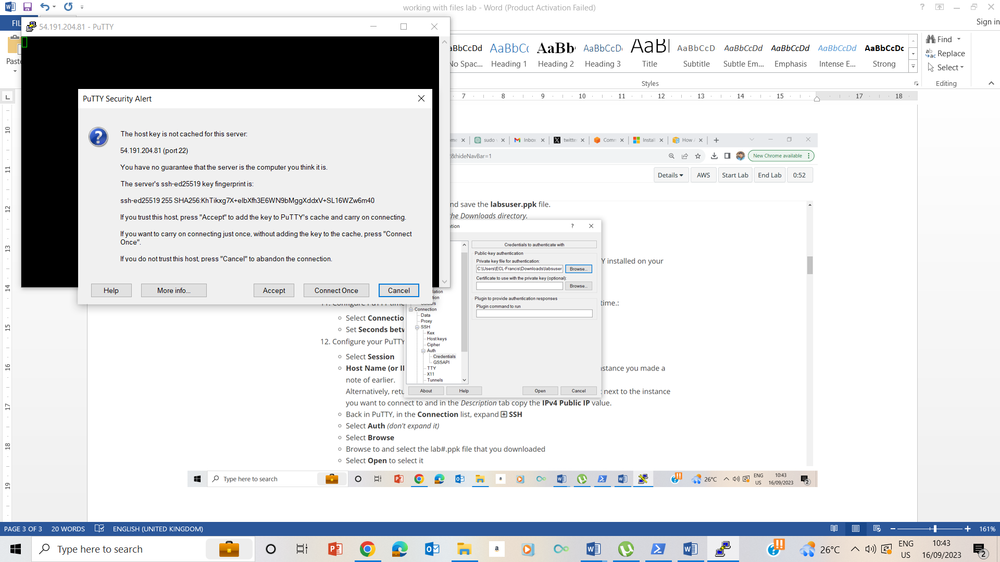 working with files lab - Word (Product Activation Failed)
Sign in
54.191.204.81 - PuTTY
Paste
No Spac...
AaBbCcDd
Heading 1
Heading 2
Heading 3
Title
Subtitle
Subtle Em...
Emphasis
Intense E...
Strong
Find
Replace
Select
Styles
Editing
PuTTY Security Alert
The host key is not cached for this server:
54.191.204.81 (port 22)
You have no guarantee that the server is the computer you think it is.
The server's ssh-ed25519 key fingerprint is:
ssh-ed25519 255 SHA256:KhTikxg7X+elbXfh3E6WN9bMggXddxV+SL16WZw6m40
If you trust this host, press "Accept" to add the key to PuTTY's cache and carry on connecting.
If you want to carry on connecting just once, without adding the key to the cache, press "Connect
Once".
If you do not trust this host, press "Cancel" to abandon the connection.
Help More info... Accept Connect Once Cancel
7 8 9 10 11 12 13 14 15 17 18
sudo Inbox twitte Comn Install How
&hideNavBar=1
New Chrome available
Details AWS Start Lab End Lab 0:52
nd save the labsuser.ppk file.
the Downloads directory.
Credentials to authenticate with
Public-key authentication
Private key file for authentication:
C:\Users\ECL-Francis\Downloads\labsuser Browse...
Certificate to use with the private key (optional):
Browse...
Plugin to provide authentication responses
Plugin command to run
Y installed on your
time.:
Connection
Data
Proxy
SSH
Kex
Host keys
Cipher
Auth
Credentials
GSSAPI
TTY
X11
Tunnels
About Help Open Cancel
Select Connectio
Set Seconds betw
12. Configure your PuTTY
Select Session
Host Name (or I
stance you made a
note of earlier.
Alternatively, retu
next to the instance
you want to connect to and in the Description tab copy the IPv4 Public IP value.
Back in PuTTY, in the Connection list, expand SSH
Select Auth (don't expand it)
Select Browse
Browse to and select the lab#.ppk file that you downloaded
Select Open to select it
Type here to search
26°C ENG US 10:43 16/09/2023 2
10
11
12
13
14
15
16
17
18
19
PAGE 3 OF 3 20 WORDS ENGLISH (UNITED KINGDOM) 161%
Type here to search
26°C ENG US 10:43 16/09/2023 2